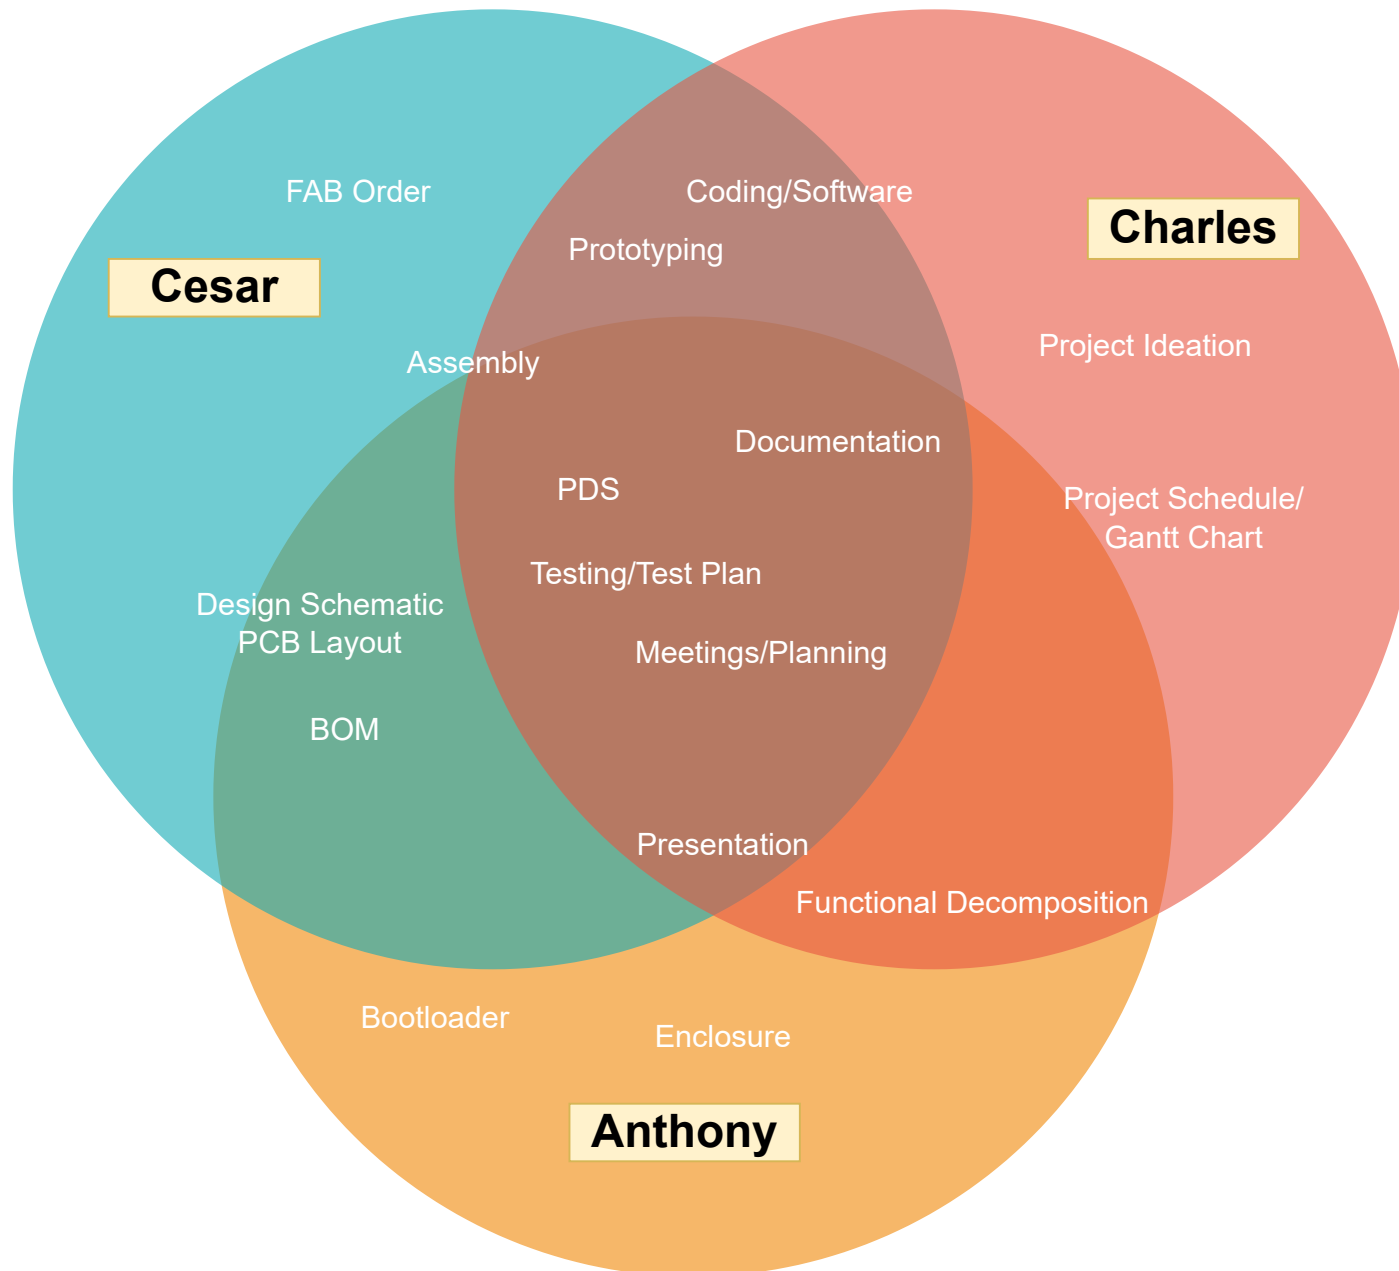 FAB Order
Coding/Software
Charles
Prototyping
Cesar
Project Ideation
Assembly
Documentation
PDS
Project Schedule/
Gantt Chart
Testing/Test Plan
Design Schematic
PCB Layout
Meetings/Planning
BOM
Presentation
Functional Decomposition
Bootloader
Enclosure
Anthony